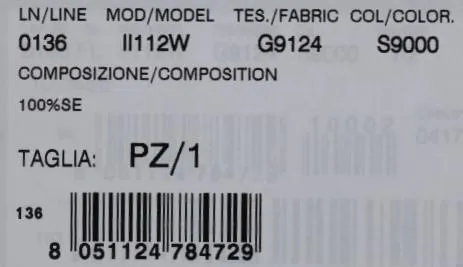 LN/LINE MOD/MODEL TES./FABRIC COL/COLOR.
0136 II112W G9124 S9000
COMPOSIZIONE/COMPOSITION
100%SE
TAGLIA: PZ/1
136
8 051124 784729